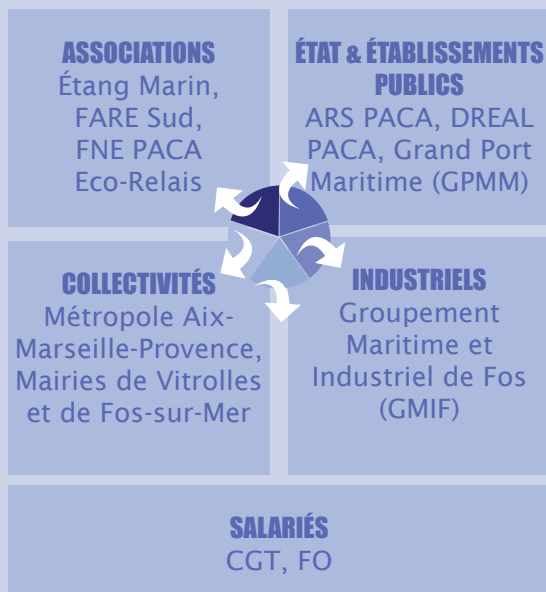 ASSOCIATIONS
Étang Marin,
FARE Sud,
FNE PACA
Eco-Relais
ÉTAT & ÉTABLISSEMENTS
PUBLICS
ARS PACA, DREAL
PACA, Grand Port
Maritime (GPMM)
COLLECTIVITÉS
Métropole Aix-
Marseille-Provence,
Mairies de Vitrolles
et de Fos-sur-Mer
INDUSTRIELS
Groupement
Maritime et
Industriel de Fos
(GMIF)
SALARIÉS
CGT, FO